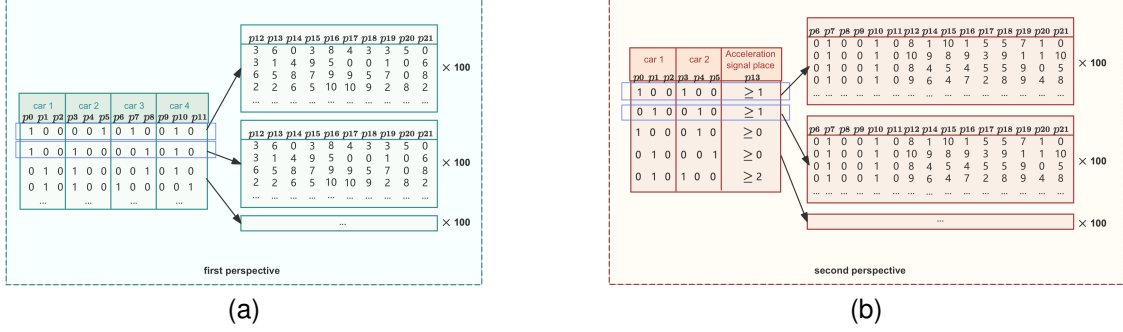 p12 p13 p14 p15 p16 p17 p18 p19 p20 p21
3 6 0 3 8 4 3 3 5 0
3 1 4 9 5 0 0 1 0 6
6 5 8 7 9 9 5 7 0 8
2 2 6 5 10 10 9 2 8 2
... ... ... ... ... ... ... ... ... ...
× 100
car 1 car 2 car 3 car 4
p0 p1 p2 p3 p4 p5 p6 p7 p8 p9 p10 p11
1 0 0 0 0 1 0 1 0 0 1 0
1 0 0 0 0 1 0 0 1 0 1 0
0 1 0 1 0 0 0 0 1 0 1 0
0 1 0 1 0 0 1 0 0 0 0 1
... ... ... ...
p12 p13 p14 p15 p16 p17 p18 p19 p20 p21
3 6 0 3 8 4 3 3 5 0
3 1 4 9 5 0 0 1 0 6
6 5 8 7 9 9 5 7 0 8
2 2 6 5 10 10 9 2 8 2
... ... ... ... ... ... ... ... ... ...
× 100
...
× 100
first perspective
(a)
car 1 car 2 Acceleration
signal place
p0 p1 p2 p3 p4 p5 p13
1 0 0 1 0 0 ≥ 1
0 1 0 0 1 0 ≥ 1
1 0 0 0 1 0 ≥ 0
0 1 0 0 0 1 ≥ 0
0 1 0 1 0 0 ≥ 2
... ... ...
p6 p7 p8 p9 p10 p11 p12 p14 p15 p16 p17 p18 p19 p20 p21
0 1 0 0 1 0 8 1 10 1 5 5 7 1 0
0 1 0 0 1 0 10 9 8 9 3 9 1 1 10
0 1 0 0 1 0 8 4 5 4 5 5 9 0 5
0 1 0 0 1 0 9 6 4 7 2 8 9 4 8
... ... ... ... ... ... ... ... ... ... ... ... ... ... ...
× 100
p6 p7 p8 p9 p10 p11 p12 p14 p15 p16 p17 p18 p19 p20 p21
0 1 0 0 1 0 8 1 10 1 5 5 7 1 0
0 1 0 0 1 0 10 9 8 9 3 9 1 1 10
0 1 0 0 1 0 8 4 5 4 5 5 9 0 5
0 1 0 0 1 0 9 6 4 7 2 8 9 4 8
... ... ... ... ... ... ... ... ... ... ... ... ... ... ...
× 100
...
× 100
second perspective
(b)